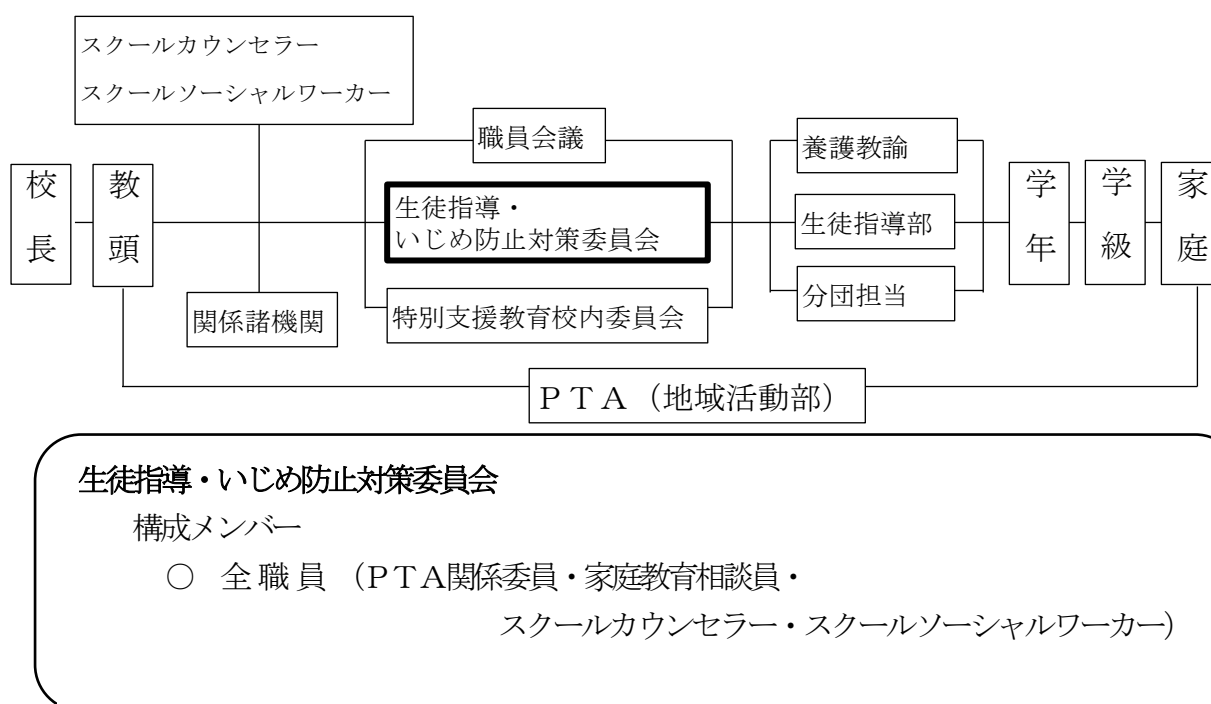 スクールカウンセラー
スクールソーシャルワーカー
校長
教頭
関係諸機関
職員会議
生徒指導・
いじめ防止対策委員会
特別支援教育校内委員会
養護教諭
生徒指導部
分団担当
学年
学級
家庭
ＰＴＡ（地域活動部）
生徒指導・いじめ防止対策委員会
構成メンバー
○　全職員（ＰＴＡ関係委員・家庭教育相談員・
スクールカウンセラー・スクールソーシャルワーカー）